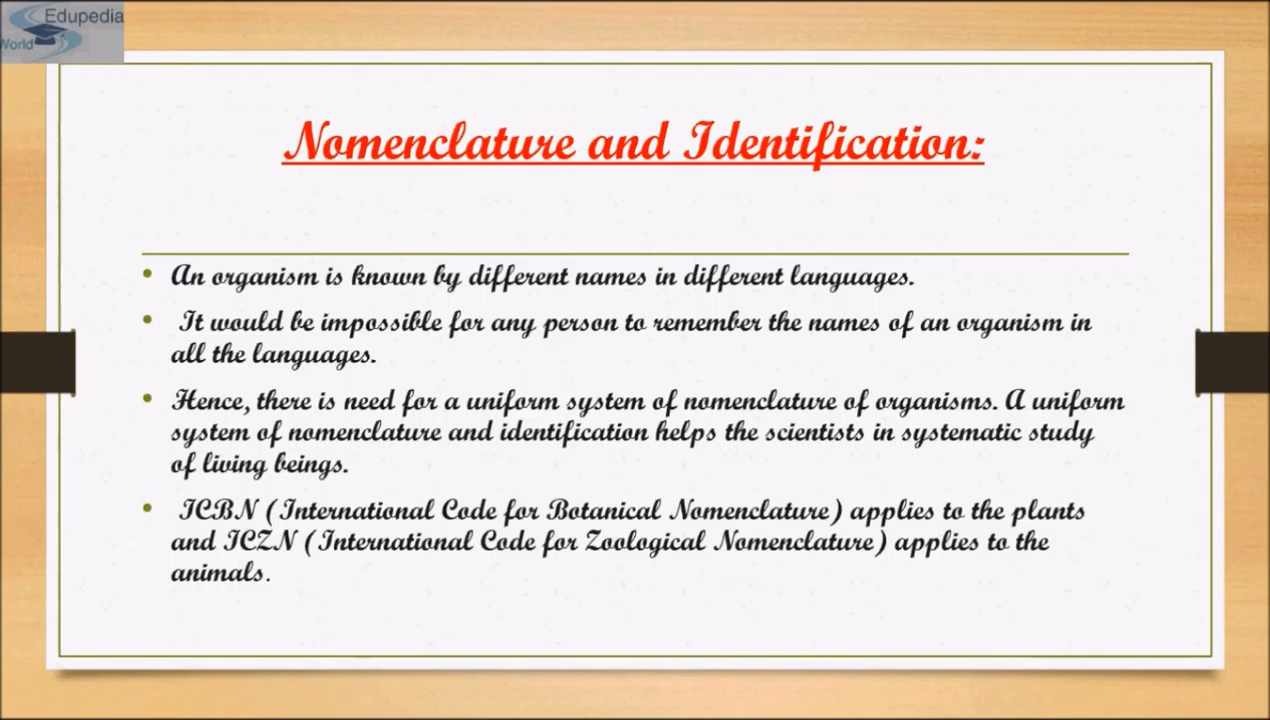 Edupedia
World
Nomenclature and Identification:
• An organism is known by different names in different languages.
• It would be impossible for any person to remember the names of an organism in
all the languages.
• Hence, there is need for a uniform system of nomenclature of organisms. A uniform
system of nomenclature and identification helps the scientists in systematic study
of living beings.
• ICBN (International Code for Botanical Nomenclature) applies to the plants
and ICZN (International Code for Zoological Nomenclature) applies to the
animals.